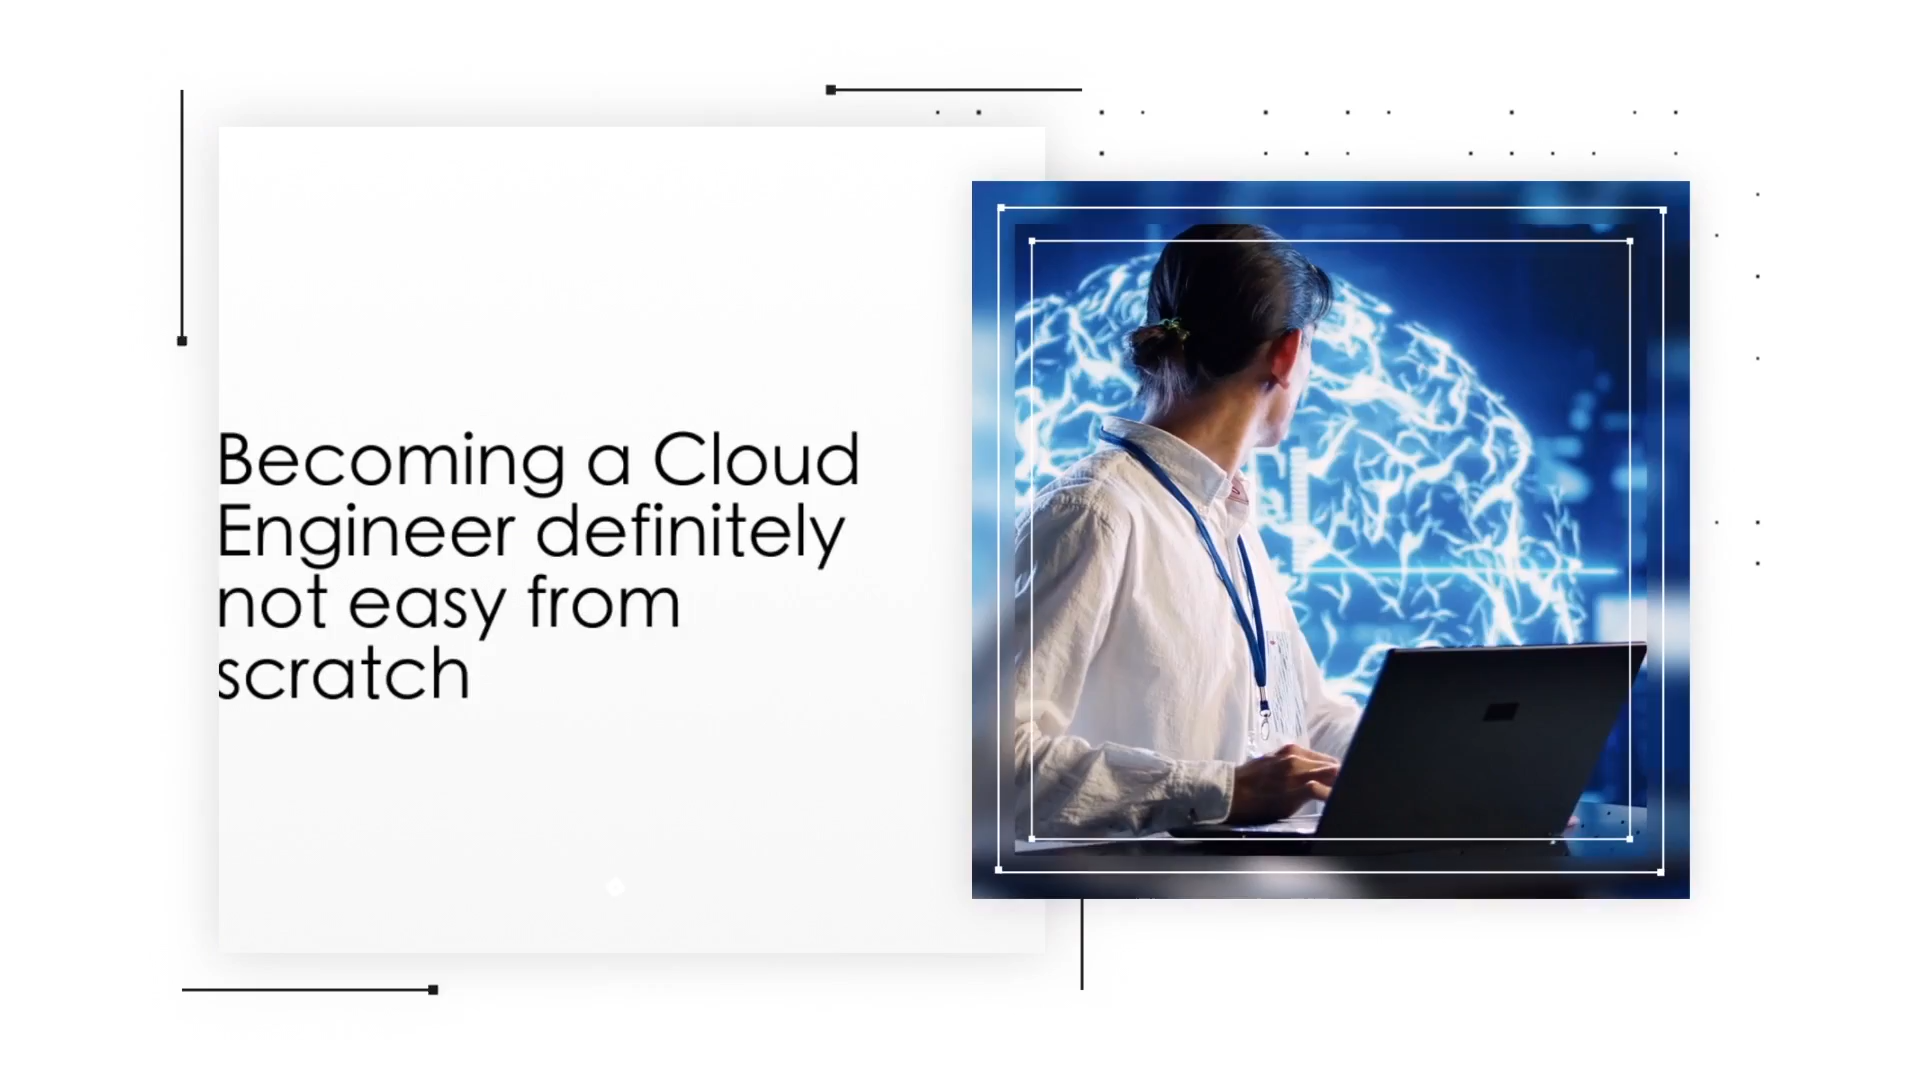 Becoming a Cloud
Engineer definitely
not easy from
scratch